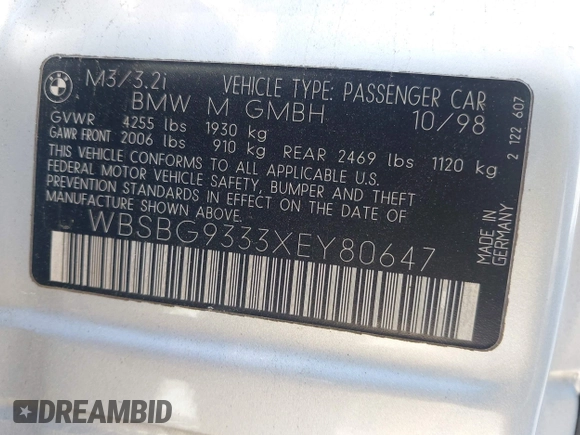 BMW
M3/3.2i VEHICLE TYPE: PASSENGER CAR
BMW M GMBH 10/98
GVWR 4255 lbs 1930 kg
GAWR FRONT 2006 lbs 910 kg REAR 2469 lbs 1120 kg
THIS VEHICLE CONFORMS TO ALL APPLICABLE U.S.
FEDERAL MOTOR VEHICLE SAFETY, BUMPER AND THEFT
PREVENTION STANDARDS IN EFFECT ON THE DATE OF
MANUFACTURE SHOWN ABOVE.
WBSBG9333XEY80647
2 122 607
MADE IN
GERMANY
DREAMBID